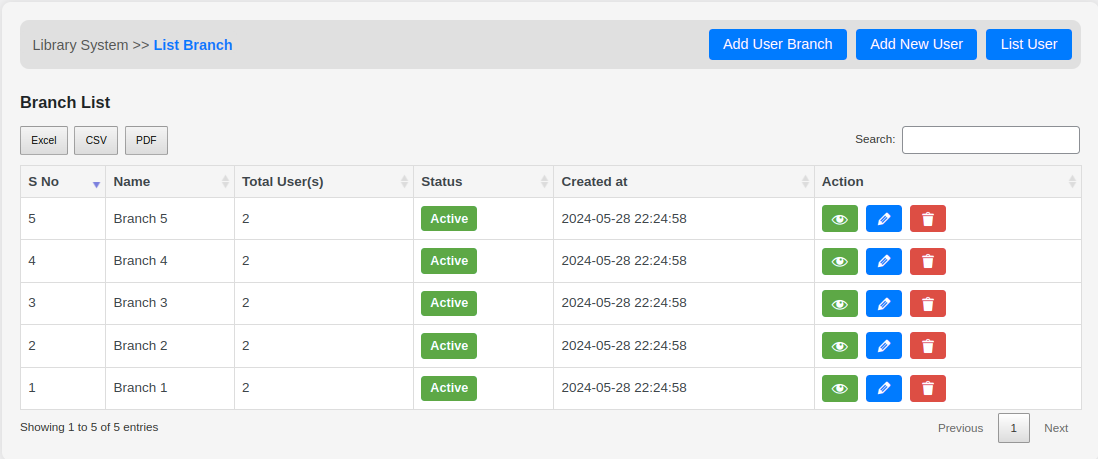 Library System >> List Branch Add User Branch Add New User List User
Branch List
Excel CSV PDF Search:
S No Name Total User(s) Status Created at Action
5 Branch 5 2 Active 2024-05-28 22:24:58
4 Branch 4 2 Active 2024-05-28 22:24:58
3 Branch 3 2 Active 2024-05-28 22:24:58
2 Branch 2 2 Active 2024-05-28 22:24:58
1 Branch 1 2 Active 2024-05-28 22:24:58
Showing 1 to 5 of 5 entries Previous 1 Next